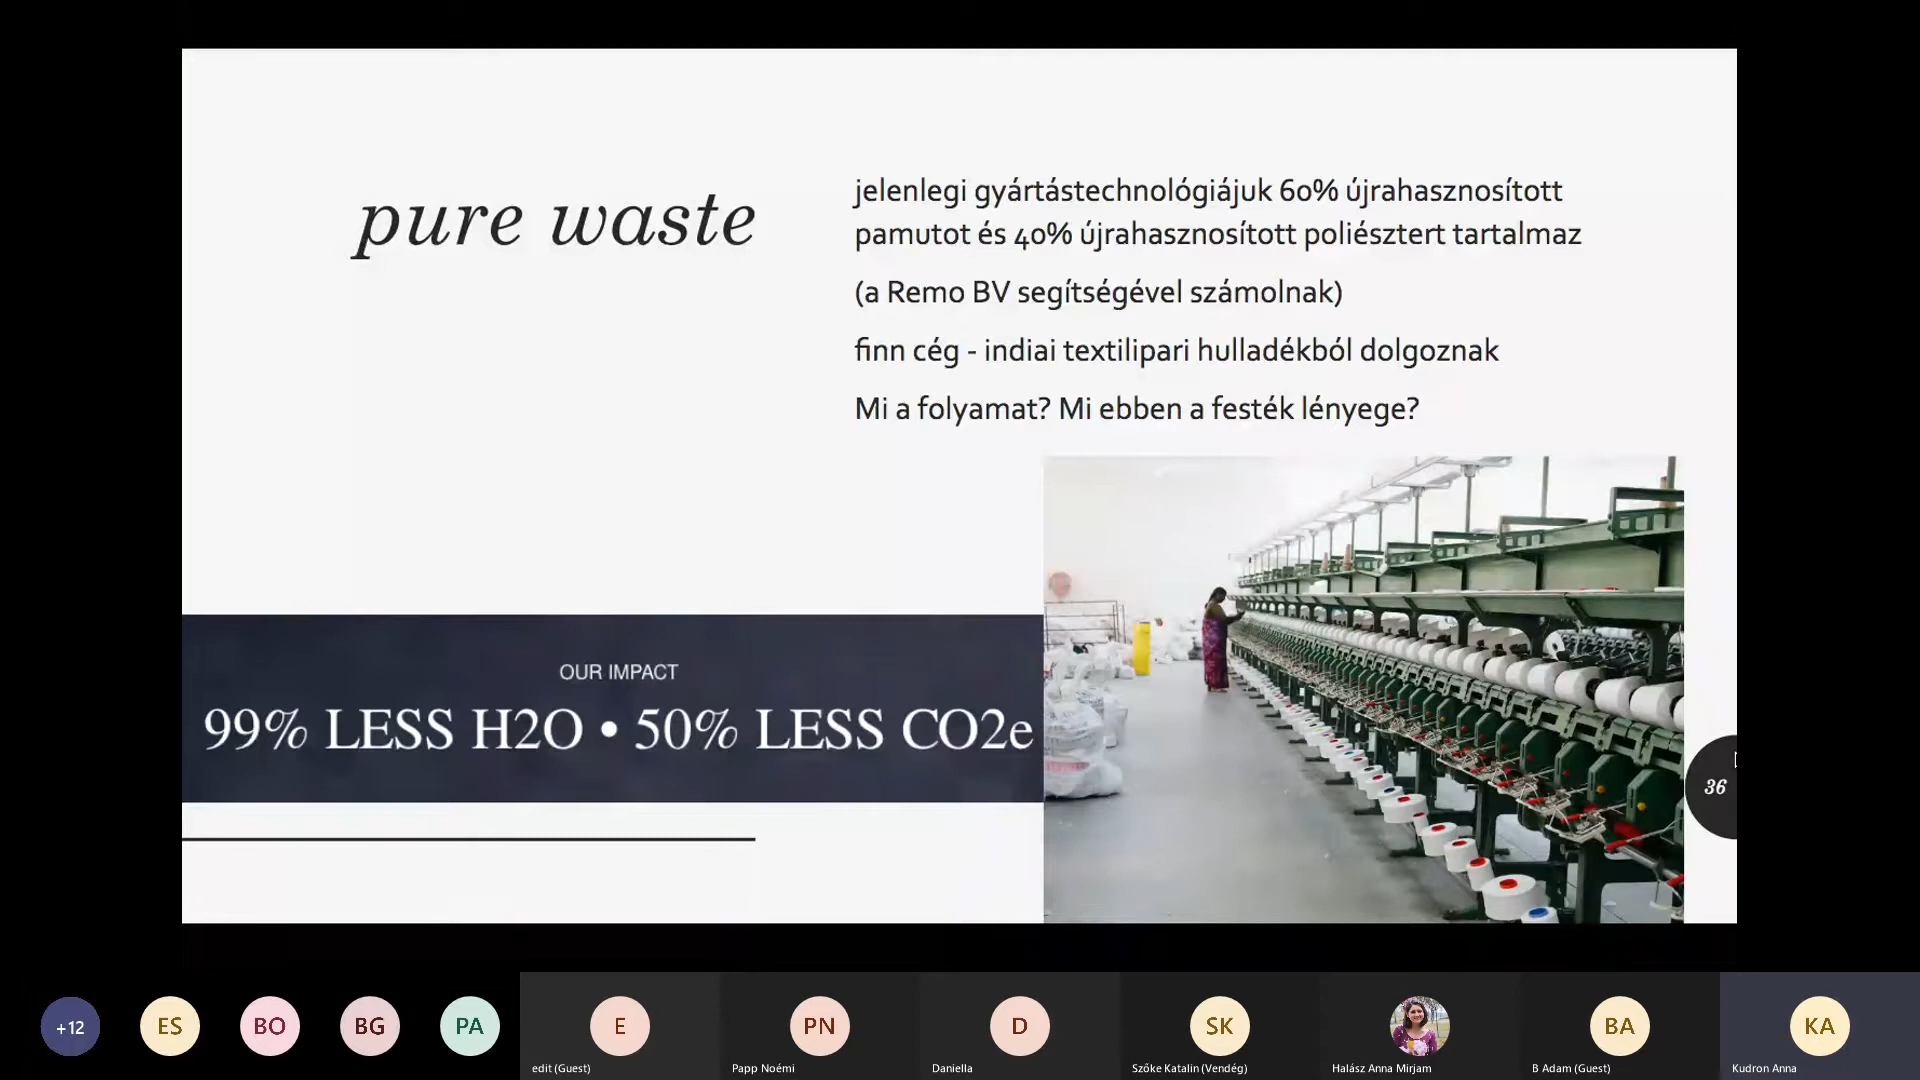 pure waste
jelenlegi gyártástechnológiájuk 60% újrahasznosított
pamutot és 40% újrahasznosított poliésztert tartalmaz
(a Remo BV segítségével számolnak)
finn cég - indiai textilipari hulladékból dolgoznak
Mi a folyamat? Mi ebben a festék lényege?
OUR IMPACT
99% LESS H2O • 50% LESS CO2e
36
+12
ES
BO
BG
PA
E
PN
D
SK
BA
KA
edit (Guest)
Papp Noémi
Daniella
Szőke Katalin (Vendég)
Halász Anna Mirjam
B Adam (Guest)
Kudron Anna